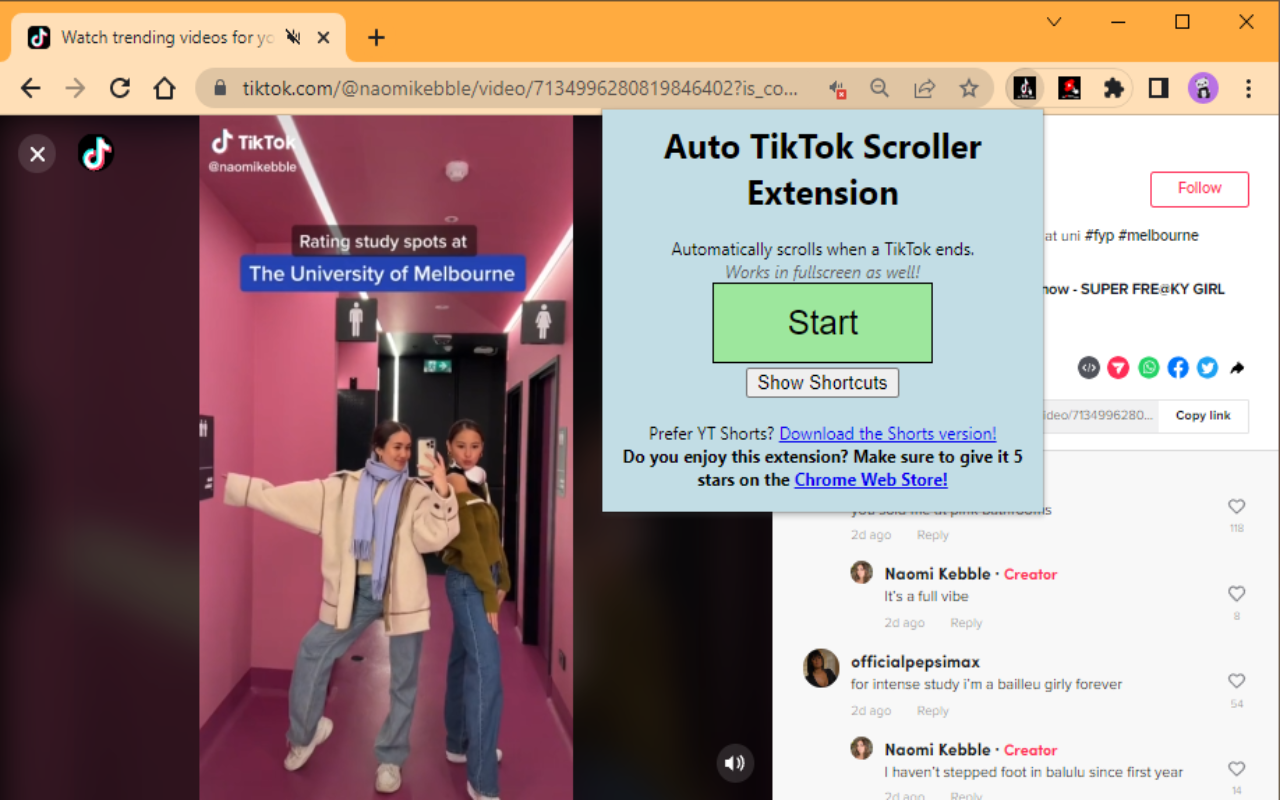 Watch trending videos for yo
tiktok.com/@naomikebble/video/7134996280819846402?is_co...
TikTok
@naomikebble
Rating study spots at
The University of Melbourne
Auto TikTok Scroller
Extension
Automatically scrolls when a TikTok ends.
Works in fullscreen as well!
Start
Show Shortcuts
Prefer YT Shorts? Download the Shorts version!
Do you enjoy this extension? Make sure to give it 5
stars on the Chrome Web Store!
Follow
at uni #fyp #melbourne
now - SUPER FRE@KY GIRL
ideo/7134996280...
Copy link
you sold me at pink bathrooms
2d ago Reply
118
Naomi Kebble · Creator
It's a full vibe
2d ago Reply
8
officialpepsimax
for intense study i'm a bailleu girly forever
2d ago Reply
54
Naomi Kebble · Creator
I haven't stepped foot in balulu since first year
2d ago Reply
14